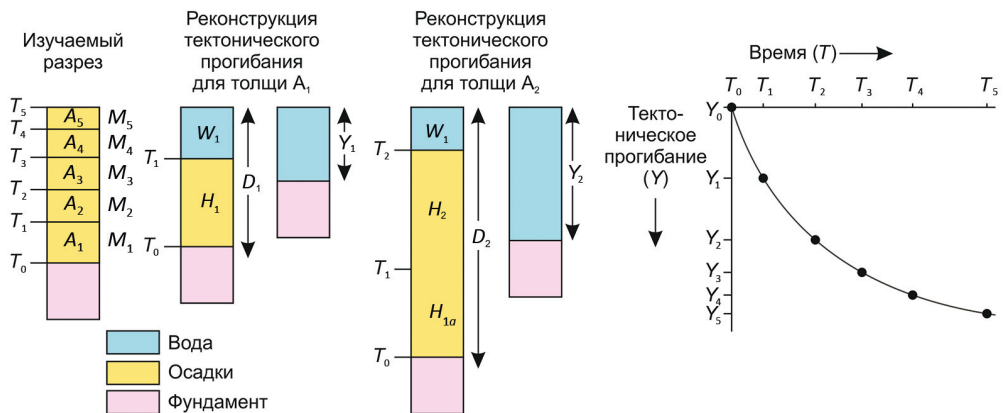 Изучаемый
разрез
T₅
T₄
T₃
T₂
T₁
T₀
A₅
A₄
A₃
A₂
A₁
M₅
M₄
M₃
M₂
M₁
Реконструкция
тектонического
прогибания
для толщи A₁
T₁
T₀
W₁
H₁
D₁
Y₁
Реконструкция
тектонического
прогибания
для толщи A₂
T₂
T₁
T₀
W₁
H₂
H₁ₐ
D₂
Y₂
Вода
Осадки
Фундамент
Время (T)
T₀ T₁ T₂ T₃ T₄ T₅
Текто-
ническое
прогибание
(Y)
Y₀
Y₁
Y₂
Y₃
Y₄
Y₅